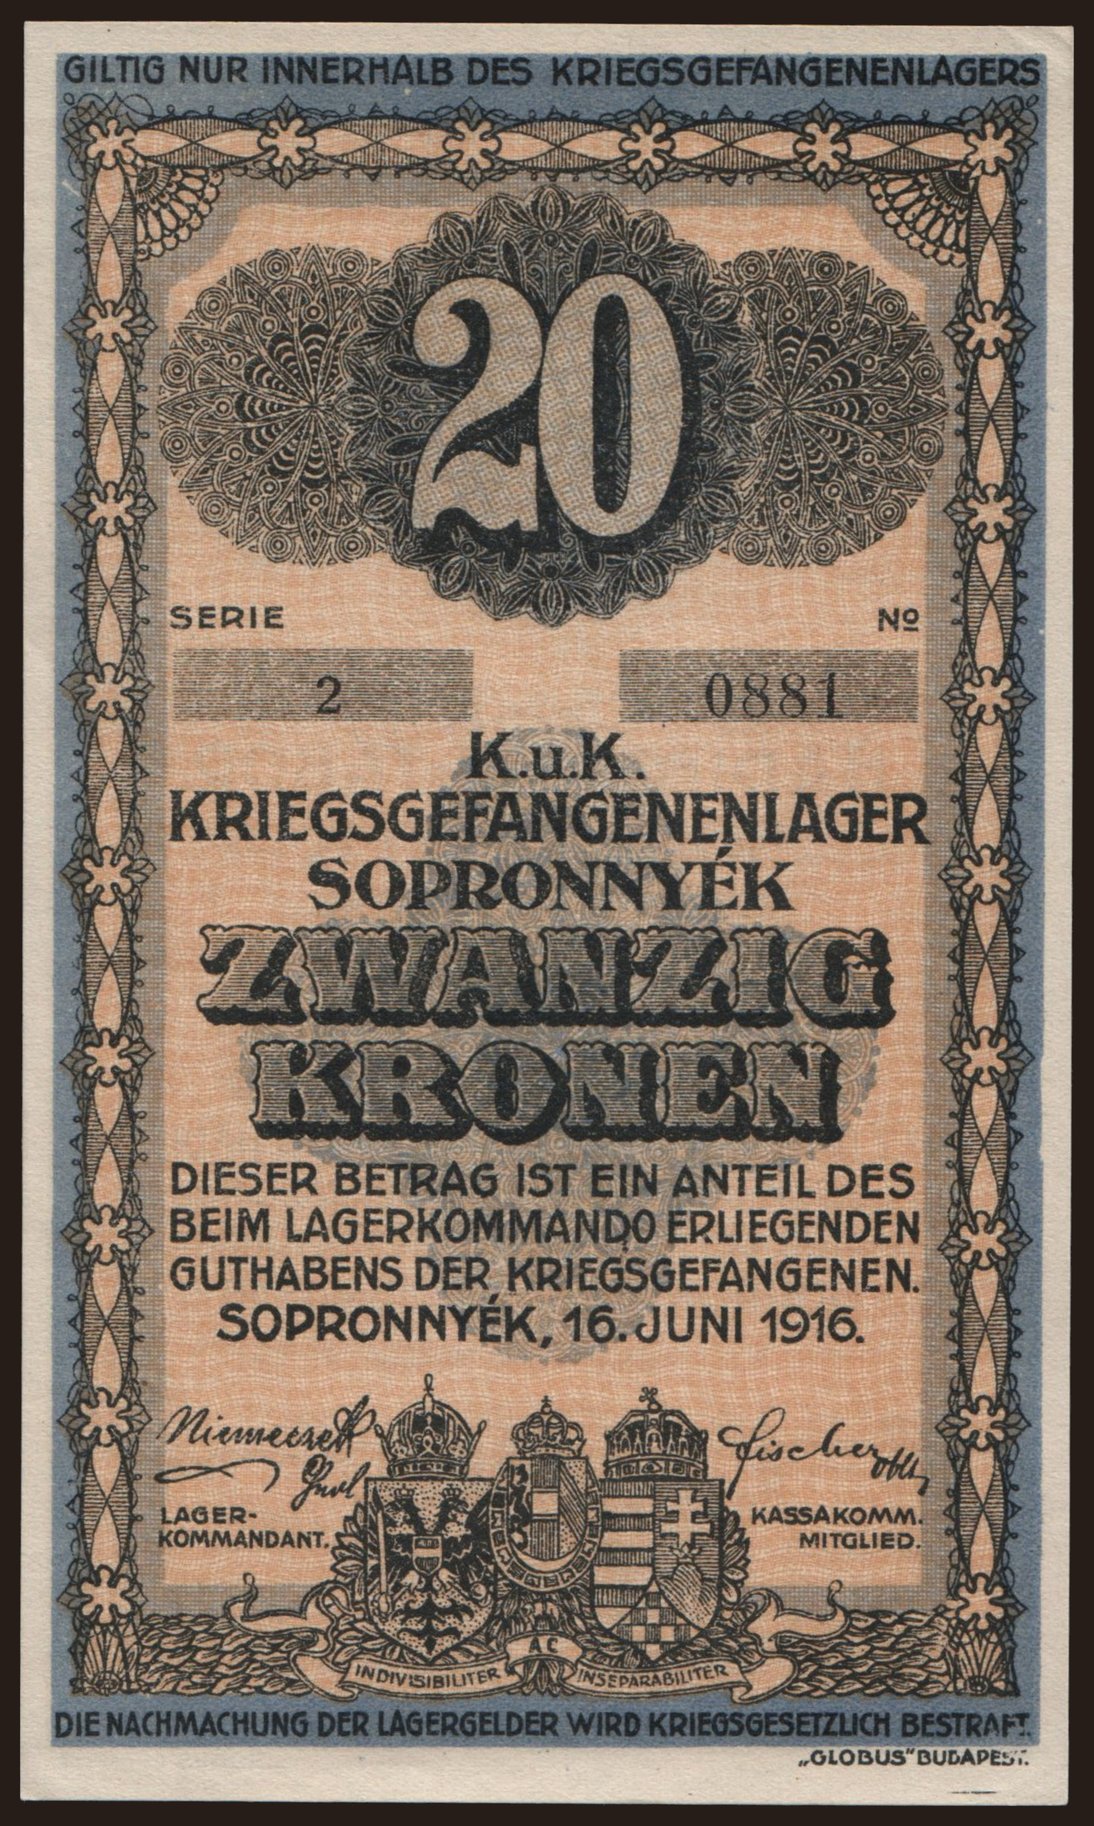 GILTIG NUR INNERHALB DES KRIEGSGEFANGENENLAGERS
20
SERIE No
2 0881
K.u.K.
KRIEGSGEFANGENENLAGER
SOPRONNYÉK
ZWANZIG
KRONEN
DIESER BETRAG IST EIN ANTEIL DES
BEIM LAGERKOMMANDO ERLIEGENDEN
GUTHABENS DER KRIEGSGEFANGENEN.
SOPRONNYÉK, 16. JUNI 1916.
Fischer
LAGER-
KOMMANDANT.
KASSAKOMM.
MITGLIED.
INDIVISIBILITER AC INSEPARABILITER
DIE NACHMACHUNG DER LAGERGELDER WIRD KRIEGSGESETZLICH BESTRAFT.
„GLOBUS" BUDAPEST.